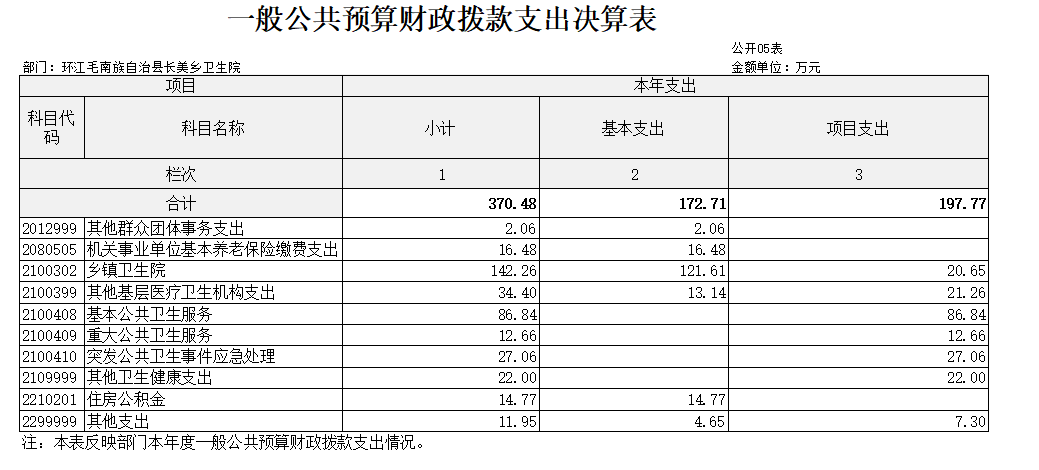 一般公共预算财政拨款支出决算表
公开05表
部门：环江毛南族自治县长美乡卫生院 金额单位：万元
项目 本年支出
科目代码 科目名称 小计 基本支出 项目支出
栏次 1 2 3
合计 370.48 172.71 197.77
2012999 其他群众团体事务支出 2.06 2.06
2080505 机关事业单位基本养老保险缴费支出 16.48 16.48
2100302 乡镇卫生院 142.26 121.61 20.65
2100399 其他基层医疗卫生机构支出 34.40 13.14 21.26
2100408 基本公共卫生服务 86.84 86.84
2100409 重大公共卫生服务 12.66 12.66
2100410 突发公共卫生事件应急处理 27.06 27.06
2109999 其他卫生健康支出 22.00 22.00
2210201 住房公积金 14.77 14.77
2299999 其他支出 11.95 4.65 7.30
注：本表反映部门本年度一般公共预算财政拨款支出情况。